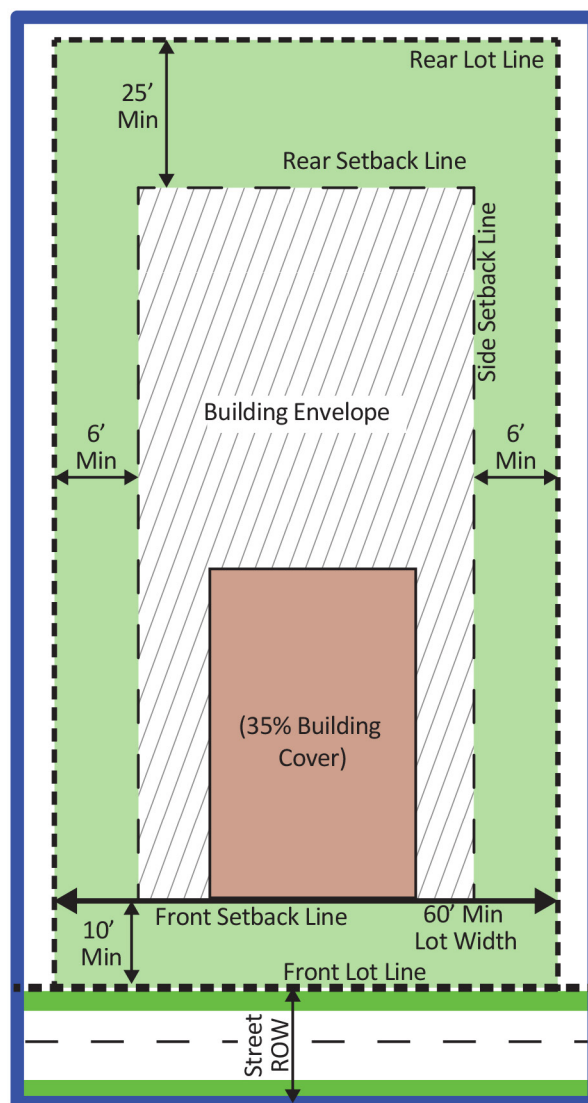 Rear Lot Line
25’
Min
Rear Setback Line
Side Setback Line
Building Envelope
6’
Min
6’
Min
(35% Building
Cover)
Front Setback Line
60’ Min
Lot Width
10’
Min
Front Lot Line
Street
ROW